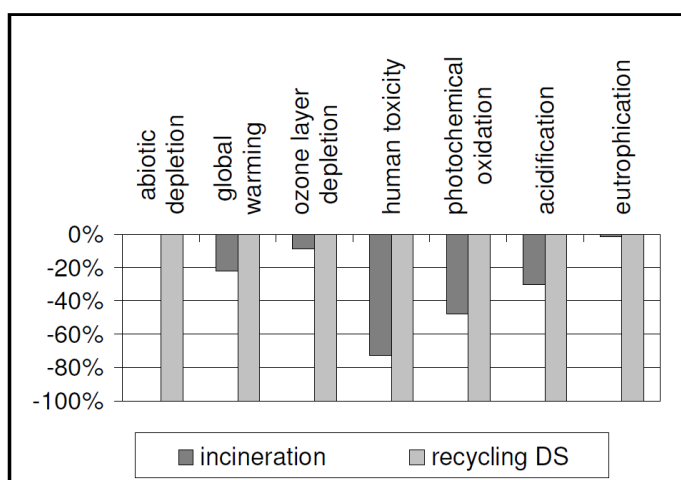 abiotic
depletion
global
warming
ozone layer
depletion
human toxicity
photochemical
oxidation
acidification
eutrophication
0%
-20%
-40%
-60%
-80%
-100%
incineration
recycling DS